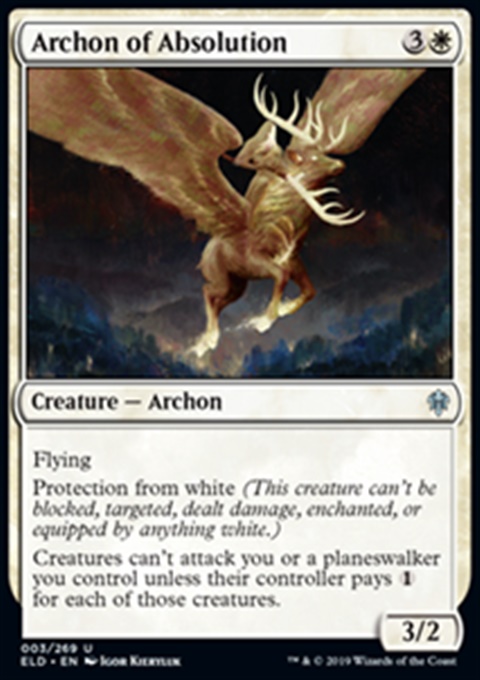 Archon of Absolution 3
Creature — Archon
Flying
Protection from white (This creature can't be
blocked, targeted, dealt damage, enchanted, or
equipped by anything white.)
Creatures can't attack you or a planeswalker
you control unless their controller pays 1
for each of those creatures.
3/2
003/269 U
ELD • EN Igor Kieryluk
™ & © 2019 Wizards of the Coast